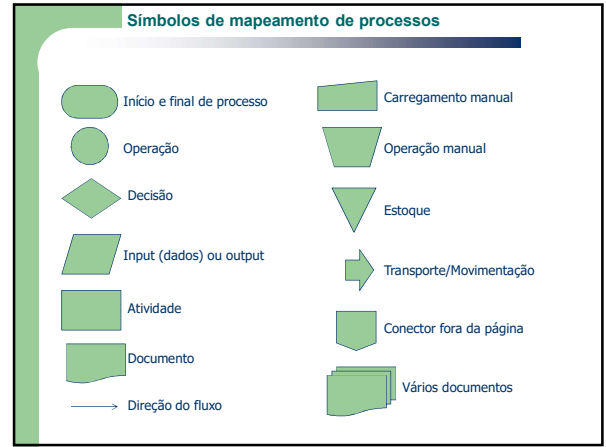 Símbolos de mapeamento de processos
Início e final de processo
Operação
Decisão
Input (dados) ou output
Atividade
Documento
Direção do fluxo
Carregamento manual
Operação manual
Estoque
Transporte/Movimentação
Conector fora da página
Vários documentos